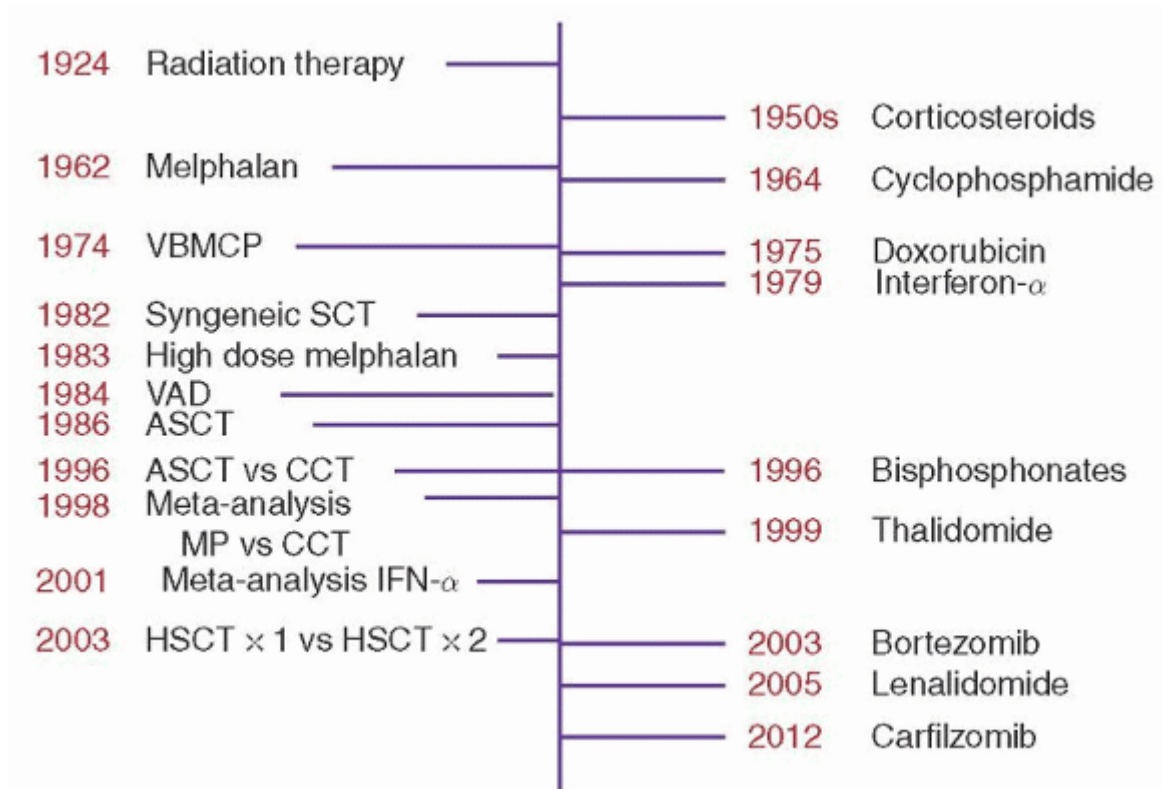 1924 Radiation therapy
1950s Corticosteroids
1962 Melphalan
1964 Cyclophosphamide
1974 VBMCP
1975 Doxorubicin
1979 Interferon-α
1982 Syngeneic SCT
1983 High dose melphalan
1984 VAD
1986 ASCT
1996 ASCT vs CCT
1996 Bisphosphonates
1998 Meta-analysis
MP vs CCT
1999 Thalidomide
2001 Meta-analysis IFN-α
2003 HSCT × 1 vs HSCT × 2
2003 Bortezomib
2005 Lenalidomide
2012 Carfilzomib